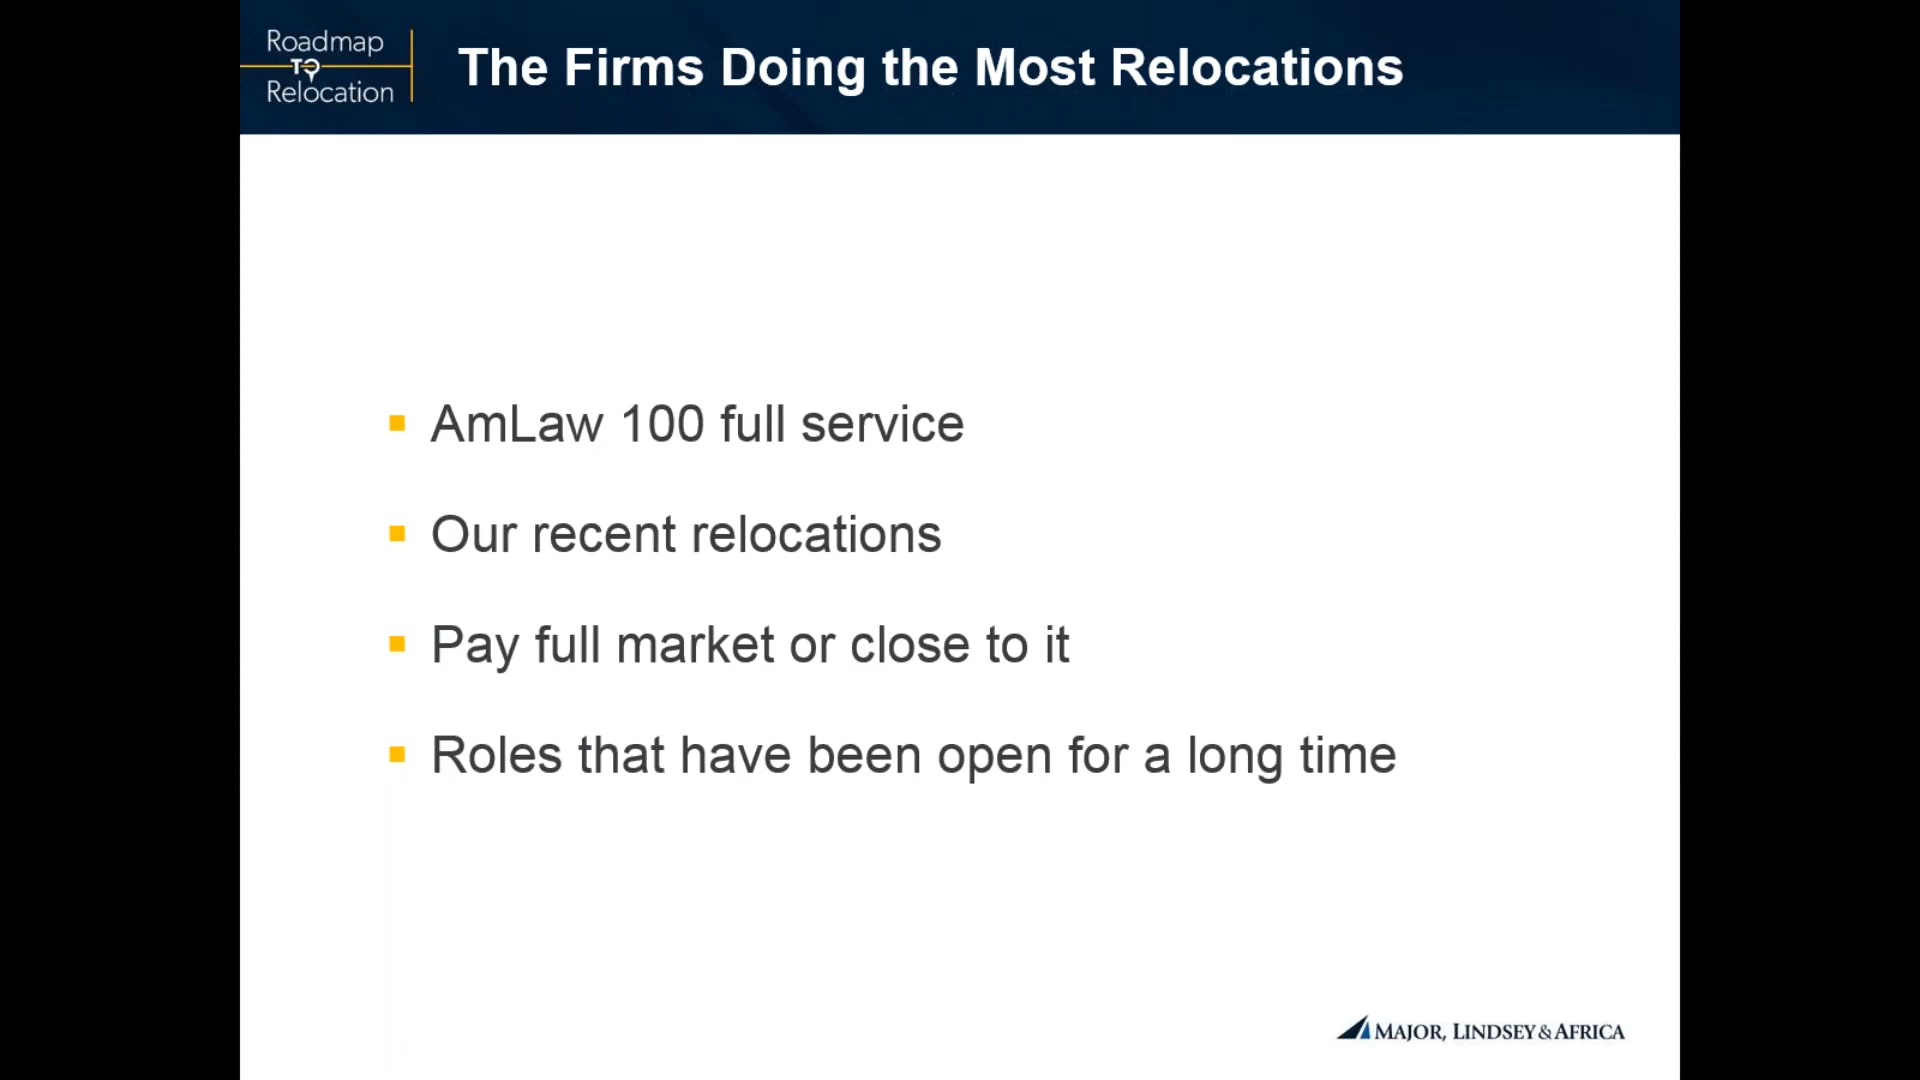 Roadmap
TO
Relocation
The Firms Doing the Most Relocations
AmLaw 100 full service
Our recent relocations
Pay full market or close to it
Roles that have been open for a long time
MAJOR, LINDSEY & AFRICA